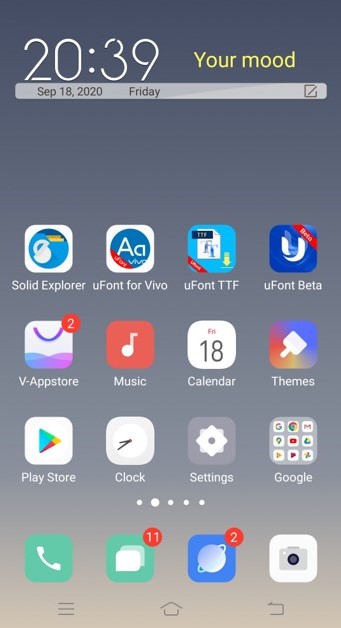 20:39 Your mood
Sep 18, 2020 Friday
Aa
uFont
vivo
TTF
Beta
Solid Explorer uFont for Vivo uFont TTF uFont Beta
2
Fri
18
V-Appstore Music Calendar Themes
Play Store Clock Settings Google
11
2